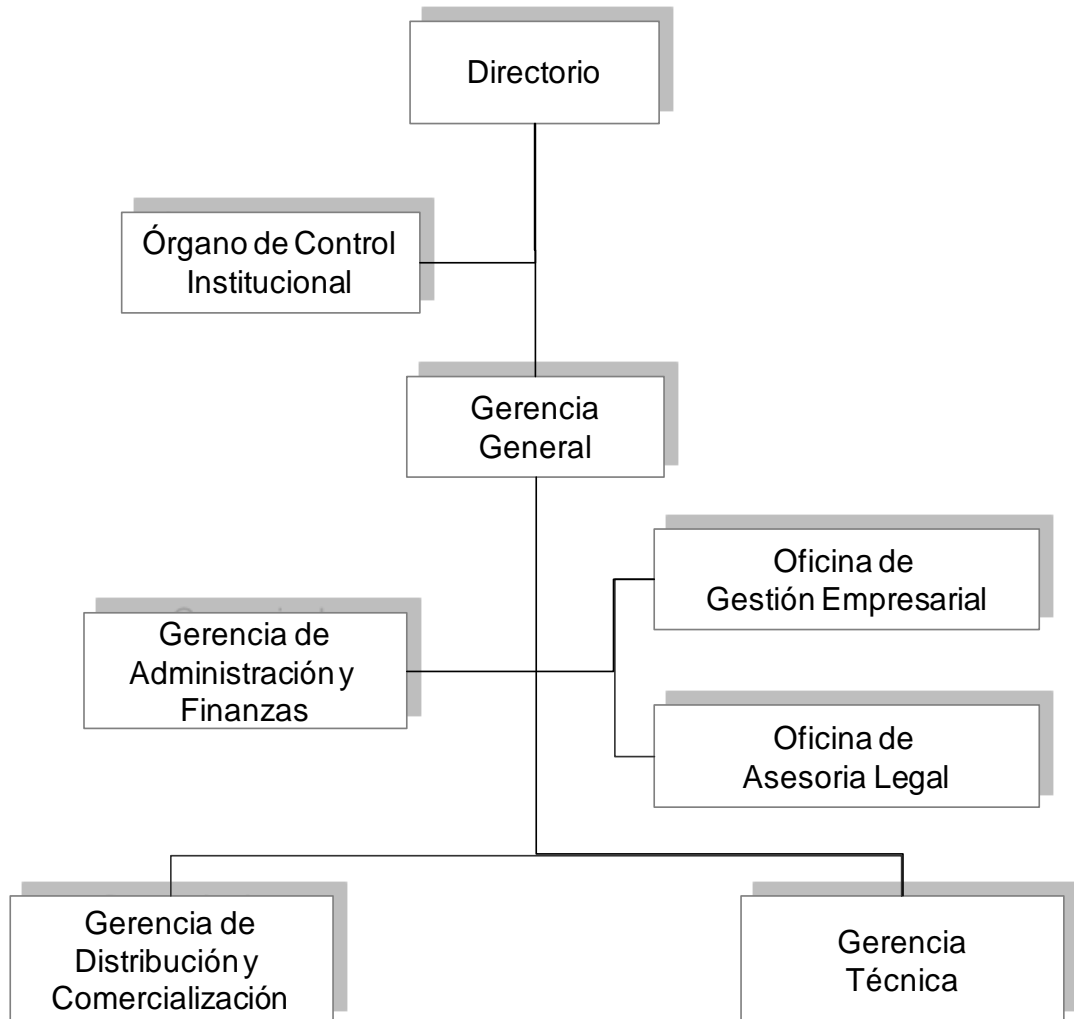 Directorio
Órgano de Control
Institucional
Gerencia
General
Oficina de
Gestión Empresarial
Gerencia de
Administración y
Finanzas
Oficina de
Asesoria Legal
Gerencia de
Distribución y
Comercialización
Gerencia
Técnica